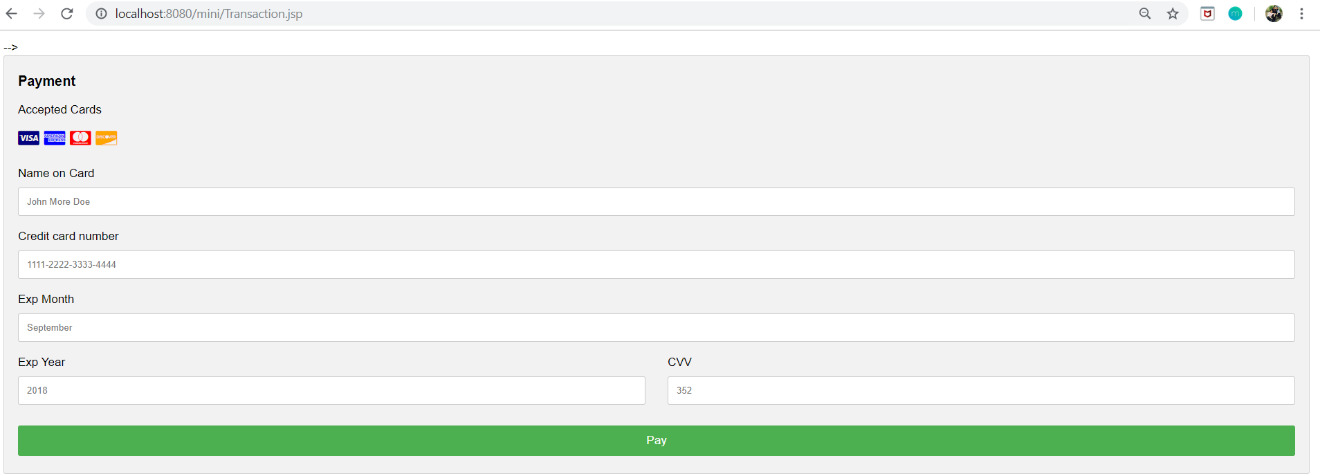 localhost:8080/mini/Transaction.jsp
-->
Payment
Accepted Cards
VISA
Name on Card
John More Doe
Credit card number
1111-2222-3333-4444
Exp Month
September
Exp Year CVV
2018 352
Pay